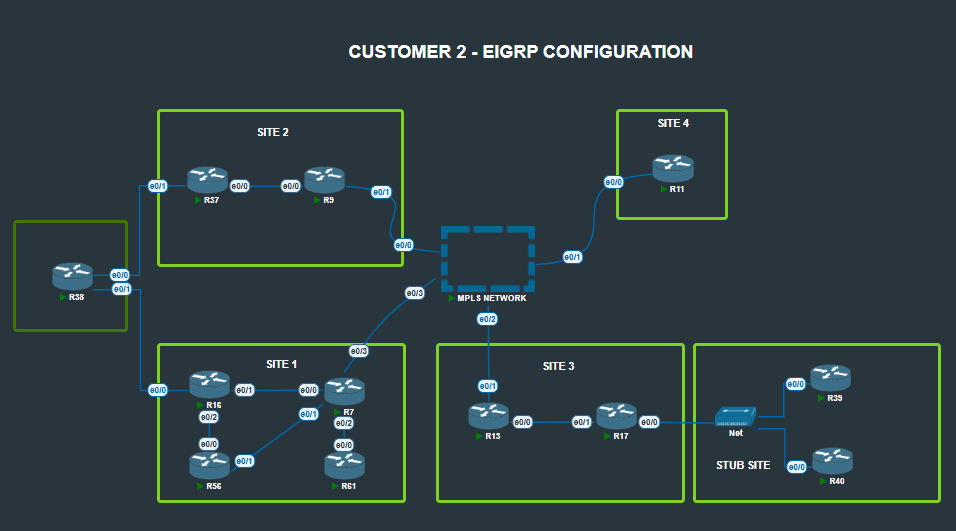 CUSTOMER 2 - EIGRP CONFIGURATION
SITE 2
SITE 4
R37
e0/1
e0/0
e0/0
R9
e0/1
e0/0
R11
e0/0
e0/1
R38
e0/0
e0/1
MPLS NETWORK
e0/3
e0/2
SITE 1
e0/3
e0/0
R16
e0/1
e0/0
R7
e0/1
e0/2
e0/2
e0/0
e0/0
R56
e0/1
R61
SITE 3
e0/1
R13
e0/0
e0/1
R17
e0/0
Net
STUB SITE
e0/0
R39
e0/0
R40